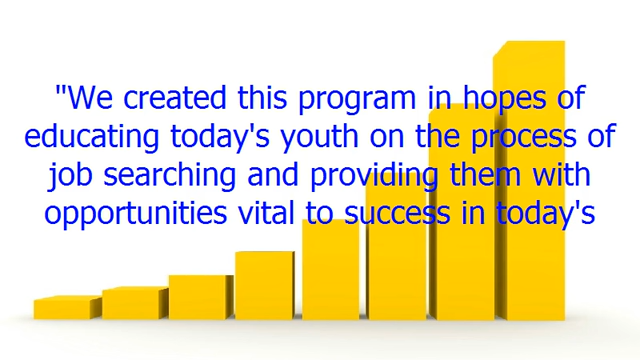 "We created this program in hopes of
educating today's youth on the process of
job searching and providing them with
opportunities vital to success in today's